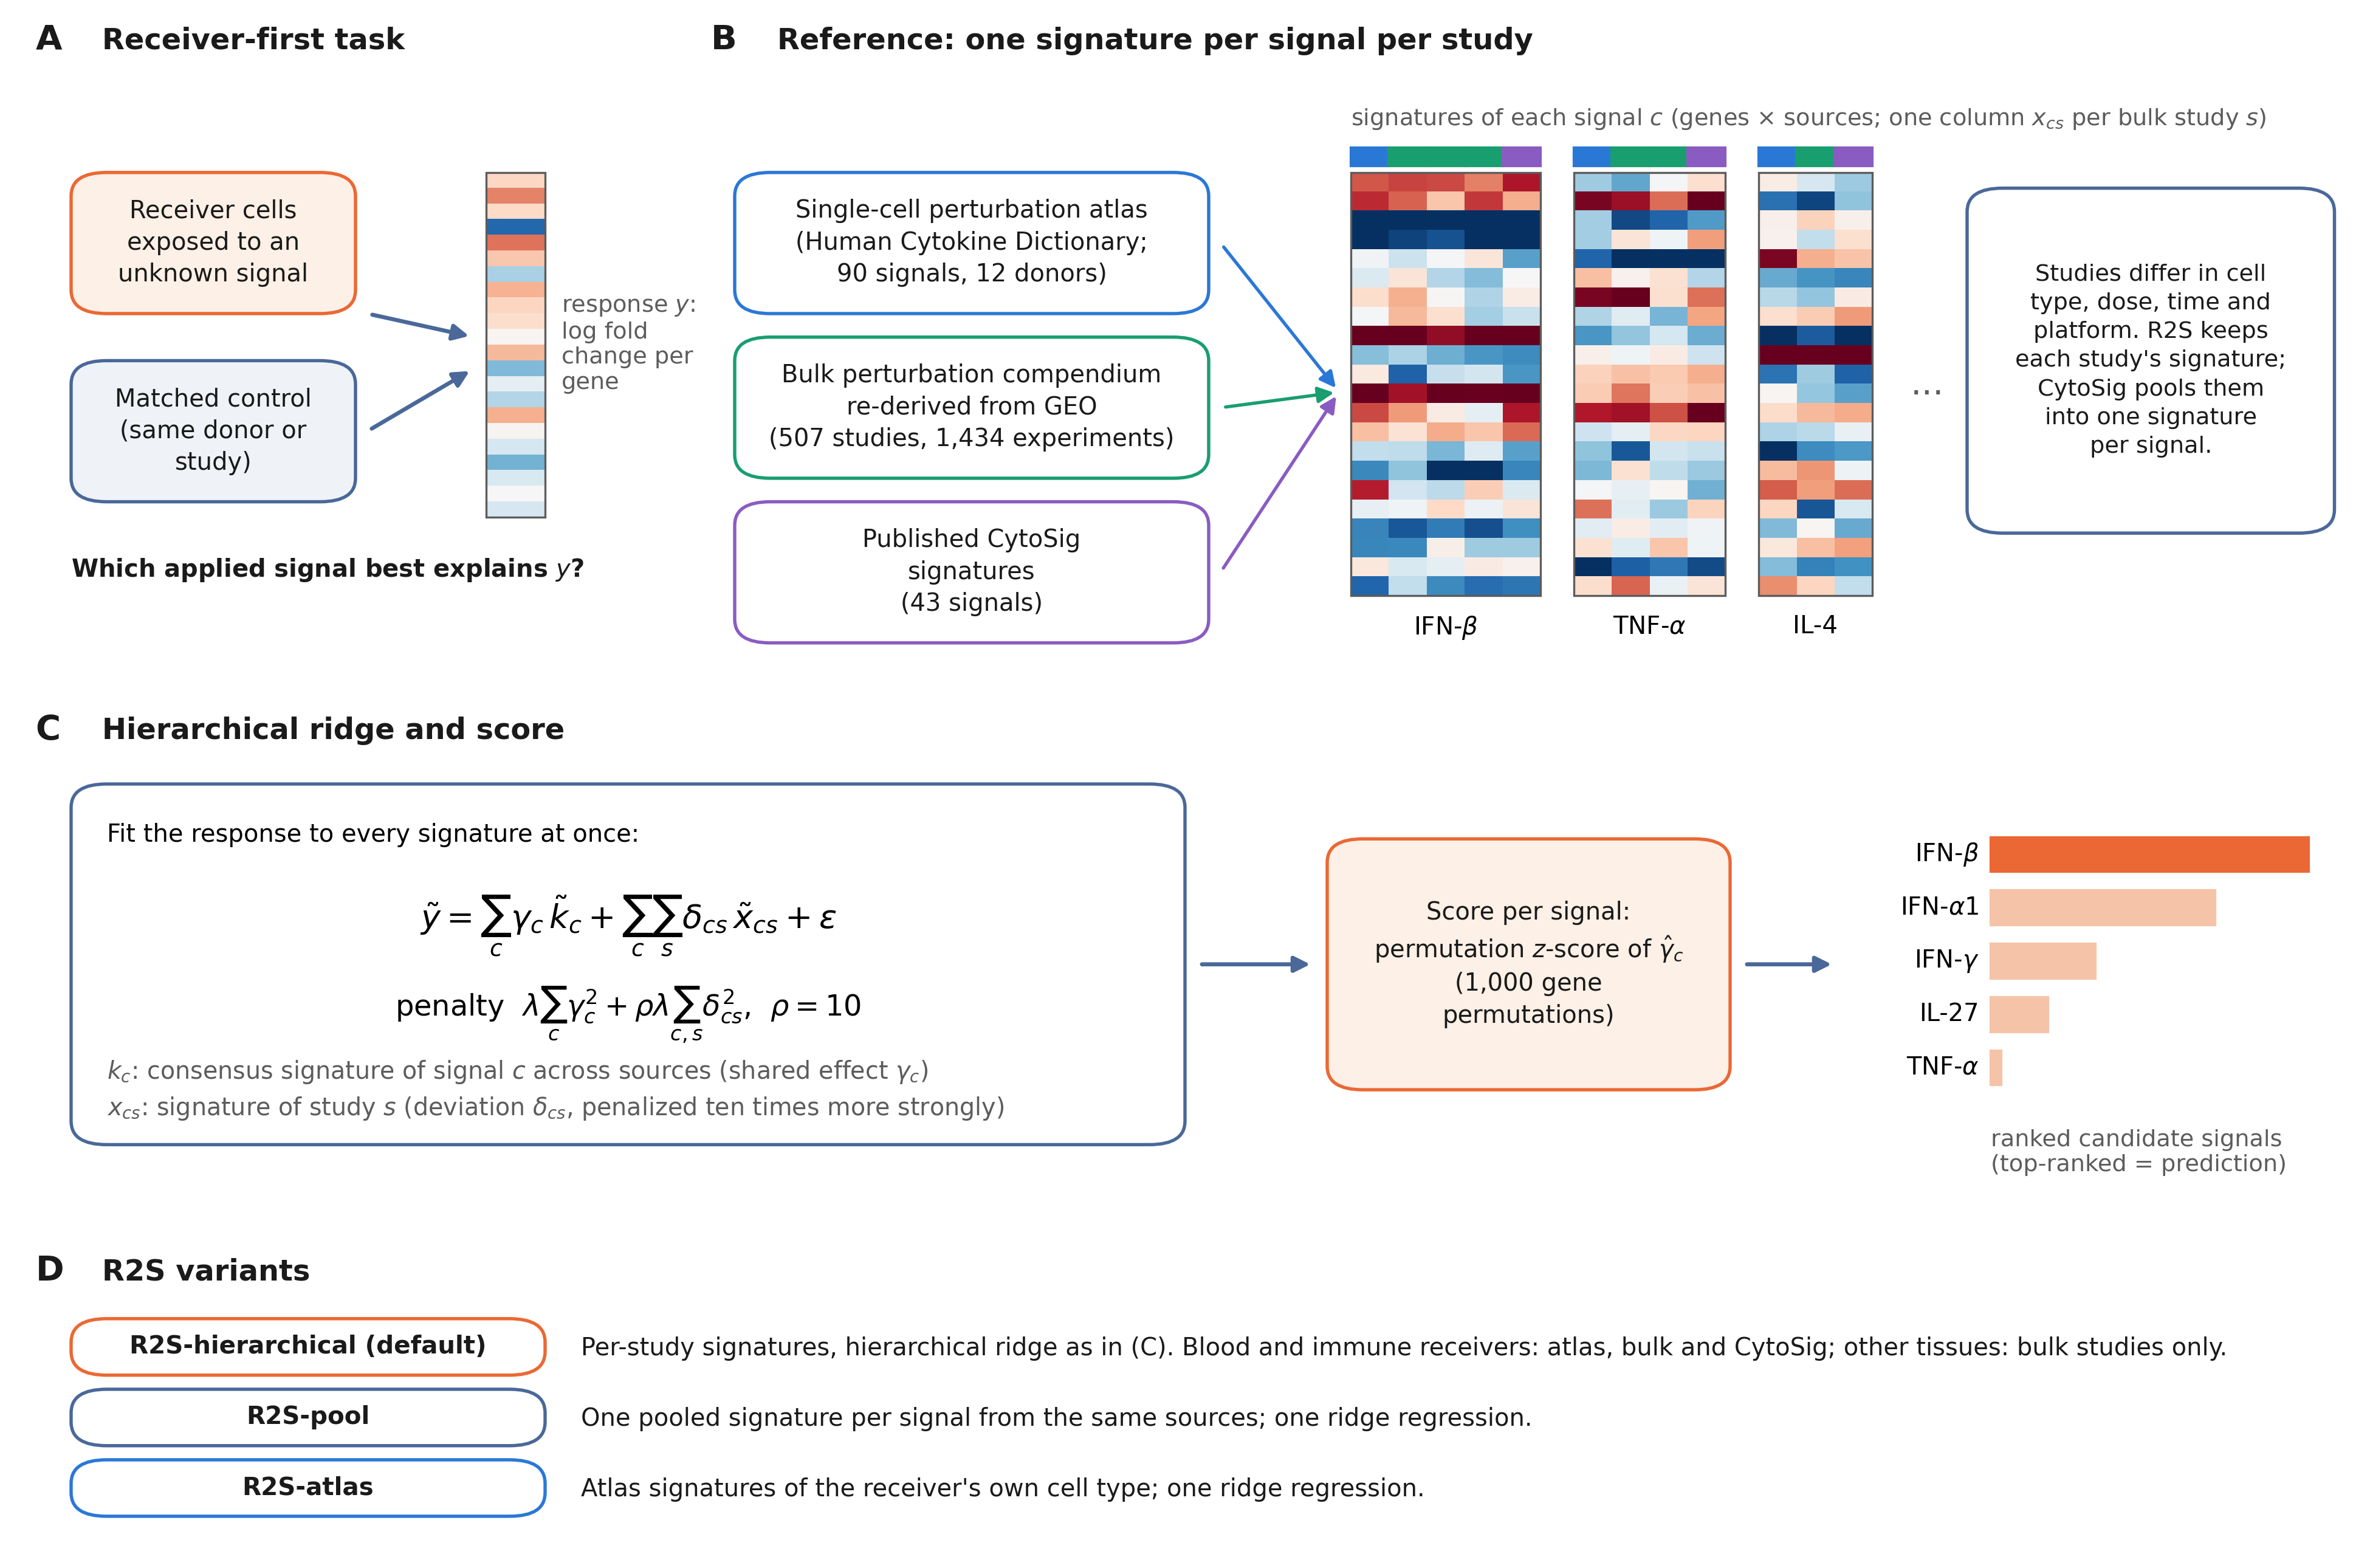 A Receiver-first task
Receiver cells
exposed to an
unknown signal
Matched control
(same donor or
study)
response y:
log fold
change per
gene
Which applied signal best explains y?
B Reference: one signature per signal per study
signatures of each signal c (genes × sources; one column x_cs per bulk study s)
Single-cell perturbation atlas
(Human Cytokine Dictionary;
90 signals, 12 donors)
Bulk perturbation compendium
re-derived from GEO
(507 studies, 1,434 experiments)
Published CytoSig
signatures
(43 signals)
IFN-β
TNF-α
IL-4
...
Studies differ in cell
type, dose, time and
platform. R2S keeps
each study's signature;
CytoSig pools them
into one signature
per signal.
C Hierarchical ridge and score
Fit the response to every signature at once:
ỹ = ∑_c γ_c k̃_c + ∑_c ∑_s δ_cs x̃_cs + ε
penalty λ∑_c γ_c² + ρλ∑_c,s δ_cs², ρ = 10
k_c: consensus signature of signal c across sources (shared effect γ_c)
x_cs: signature of study s (deviation δ_cs, penalized ten times more strongly)
Score per signal:
permutation z-score of γ̂_c
(1,000 gene
permutations)
IFN-β
IFN-α1
IFN-γ
IL-27
TNF-α
ranked candidate signals
(top-ranked = prediction)
D R2S variants
R2S-hierarchical (default)
Per-study signatures, hierarchical ridge as in (C). Blood and immune receivers: atlas, bulk and CytoSig; other tissues: bulk studies only.
R2S-pool
One pooled signature per signal from the same sources; one ridge regression.
R2S-atlas
Atlas signatures of the receiver's own cell type; one ridge regression.